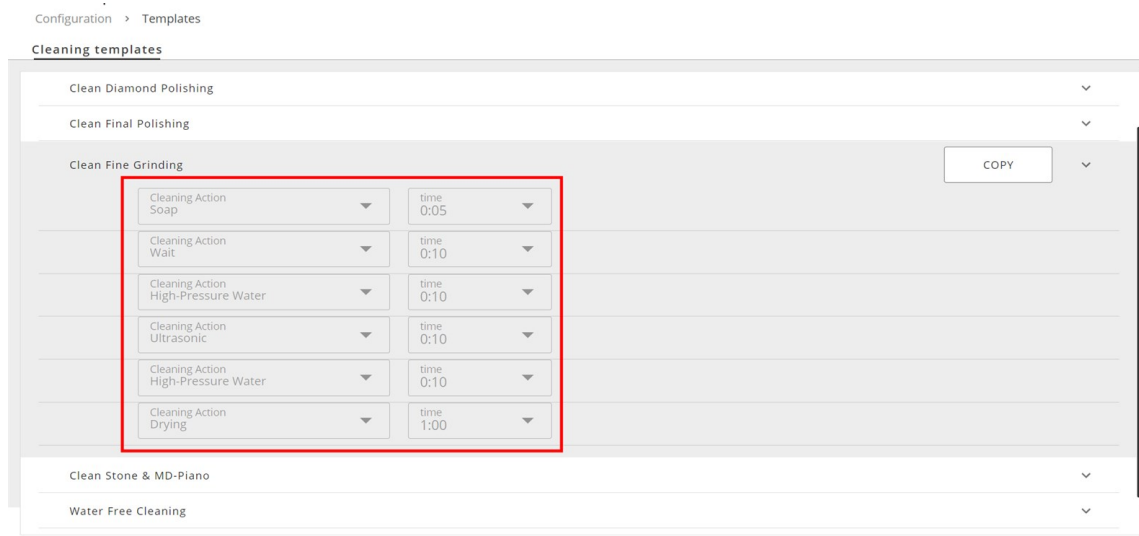 Configuration > Templates
Cleaning templates
Clean Diamond Polishing
Clean Final Polishing
Clean Fine Grinding COPY
Cleaning Action time
Soap 0:05
Cleaning Action time
Wait 0:10
Cleaning Action time
High-Pressure Water 0:10
Cleaning Action time
Ultrasonic 0:10
Cleaning Action time
High-Pressure Water 0:10
Cleaning Action time
Drying 1:00
Clean Stone & MD-Piano
Water Free Cleaning